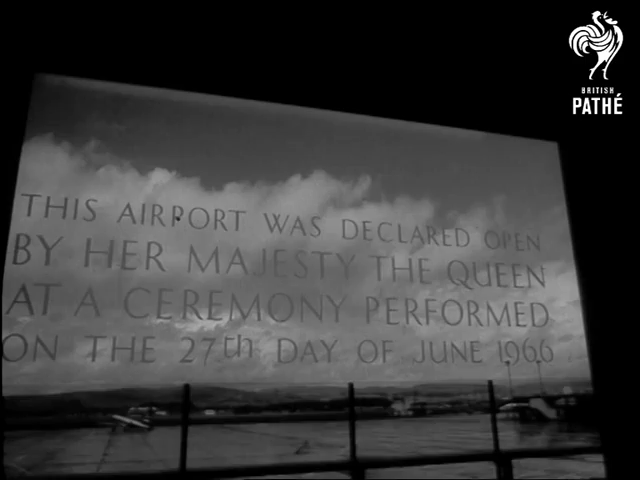 BRITISH
PATHÉ
THIS AIRPORT WAS DECLARED OPEN
BY HER MAJESTY THE QUEEN
AT A CEREMONY PERFORMED
ON THE 27th DAY OF JUNE 1966